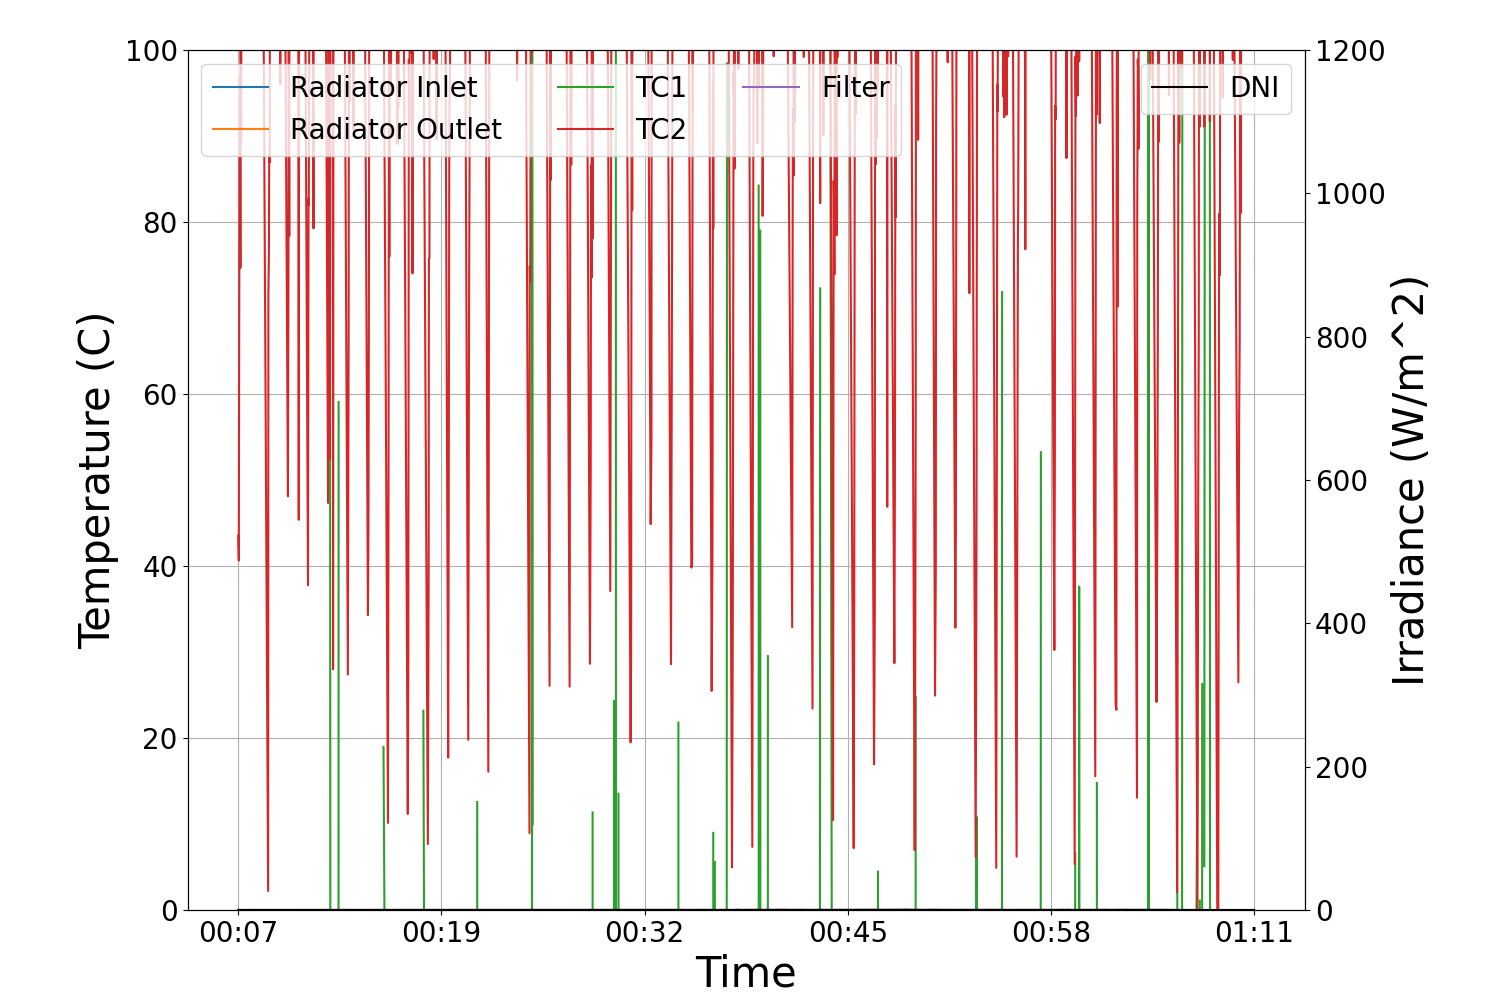 100
80
60
40
20
0
Temperature (C)
Radiator Inlet
Radiator Outlet
TC1
TC2
Filter
DNI
1200
1000
800
600
400
200
0
Irradiance (W/m^2)
00:07 00:19 00:32 00:45 00:58 01:11
Time